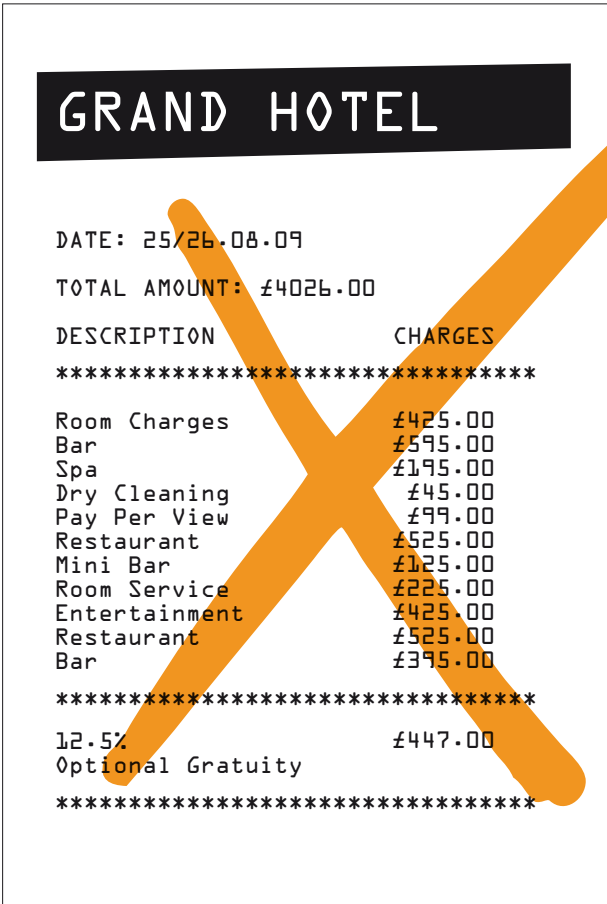 GRAND HOTEL
DATE: 25/26.08.09
TOTAL AMOUNT: £4026.00
DESCRIPTION CHARGES
*********************************
Room Charges £425.00
Bar £595.00
Spa £195.00
Dry Cleaning £45.00
Pay Per View £99.00
Restaurant £525.00
Mini Bar £125.00
Room Service £225.00
Entertainment £425.00
Restaurant £525.00
Bar £395.00
*********************************
12.5% £447.00
Optional Gratuity
*********************************